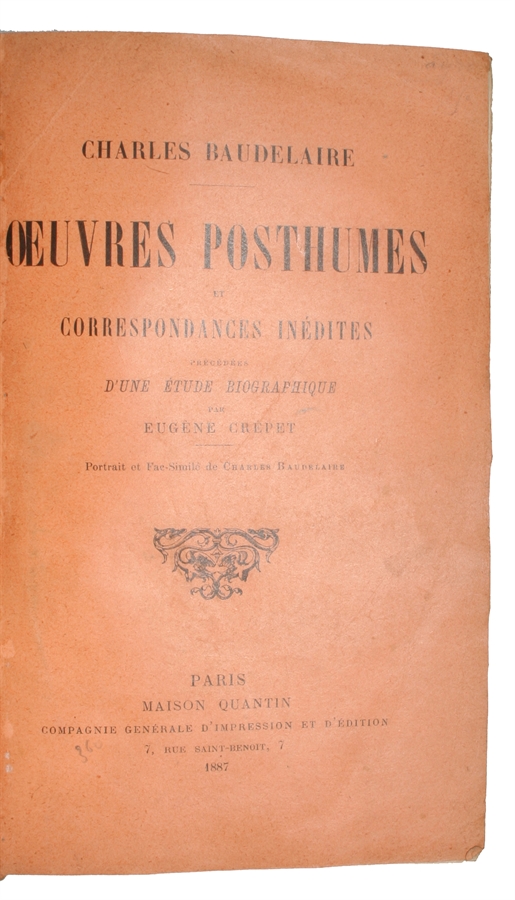 CHARLES BAUDELAIRE
ŒUVRES POSTHUMES
ET
CORRESPONDANCES INÉDITES
PRÉCÉDÉES
D'UNE ÉTUDE BIOGRAPHIQUE
PAR
EUGÈNE CRÉPET
Portrait et Fac-Similé de CHARLES BAUDELAIRE
PARIS
MAISON QUANTIN
COMPAGNIE GÉNÉRALE D'IMPRESSION ET D'ÉDITION
7, RUE SAINT-BENOIT, 7
1887